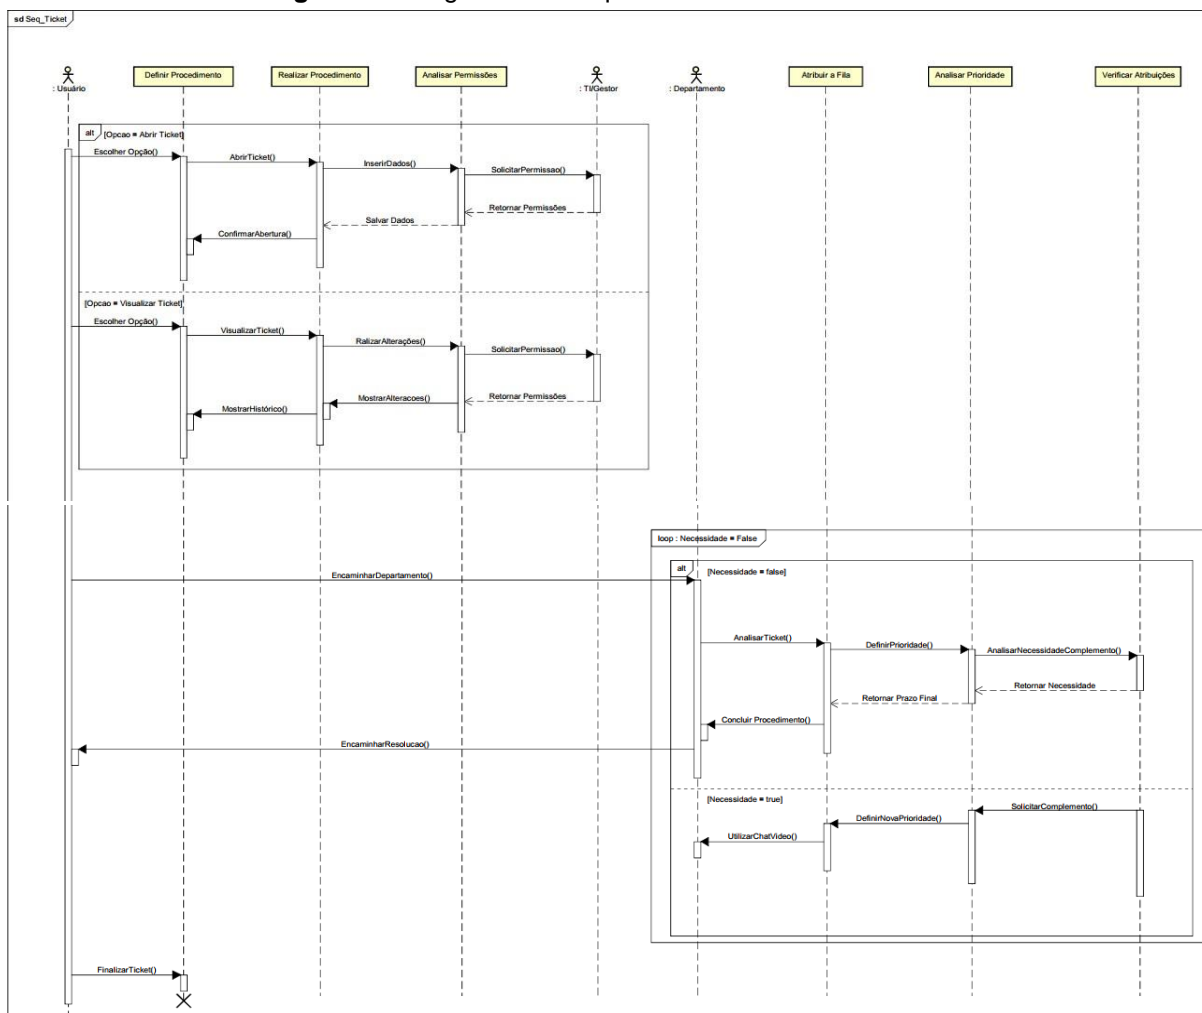 sd Seq_Ticket
Definir Procedimento
Realizar Procedimento
Analisar Permissões
Atribuir a Fila
Analisar Prioridade
Verificar Atribuições
: Usuário
: TI/Gestor
: Departamento
alt
[Opcao = Abrir Ticket]
Escolher Opção()
AbrirTicket()
InserirDados()
SolicitarPermissao()
Retornar Permissões
Salvar Dados
ConfirmarAbertura()
[Opcao = Visualizar Ticket]
Escolher Opção()
VisualizarTicket()
RalizarAlterações()
SolicitarPermissao()
Retornar Permissões
MostrarAlteracoes()
MostrarHistórico()
loop : Necessidade = False
alt
[Necessidade = false]
EncaminharDepartamento()
AnalisarTicket()
DefinirPrioridade()
AnalisarNecessidadeComplemento()
Retornar Necessidade
Retornar Prazo Final
Concluir Procedimento()
EncaminharResolucao()
[Necessidade = true]
SolicitarComplemento()
DefinirNovaPrioridade()
UtilizarChatVideo()
FinalizarTicket()